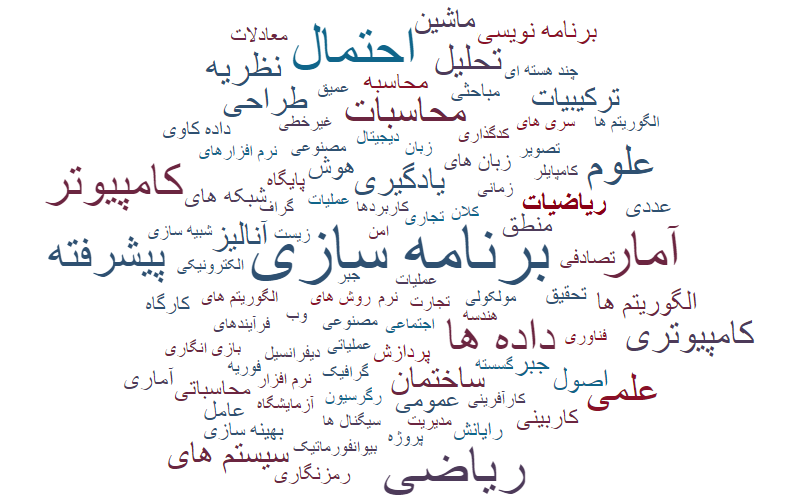 ماشین
برنامه نویسی
معادلات
احتمال
تحلیل
نظریه
چند هسته ای
محاسبه
عمیق
مباحثی
ترکیبیات
طراحی
محاسبات
الگوریتم ها
سری های
کدگذاری
غیرخطی
داده کاوی
دیجیتال
زبان
مصنوعی
نرم افزارهای
تصویر
علوم
زبان های
هوش
کامپایلر
پایگاه
یادگیری
کامپیوتر
زمانی
شبکه های
عملیات
ریاضیات
عددی
گراف
کاربردها
تجاری
کلان
منطق
آنالیز
زیست
امن
شبیه سازی
آمار
برنامه سازی
پیشرفته
تصادفی
الکترونیکی
جبر
عملیات
مولکولی
تحقیق
الگوریتم ها
تجارت
نرم
روش های
الگوریتم های
کارگاه
هندسه
وب
اجتماعی
مصنوعی
فرآیندهای
کامپیوتری
فناوری
داده ها
عملیاتی
دیفرانسیل
بازی انگاری
پردازش
گسسته
جبر
فوریه
گرافیک
ساختمان
اصول
نرم افزار
آماری
علمی
محاسباتی
رگرسیون
عمومی
کارآفرینی
آزمایشگاه
عامل
کاربینی
مدیریت
سیگنال ها
رایانش
بهینه سازی
پروژه
بیوانفورماتیک
سیستم های
ریاضی
رمزنگاری